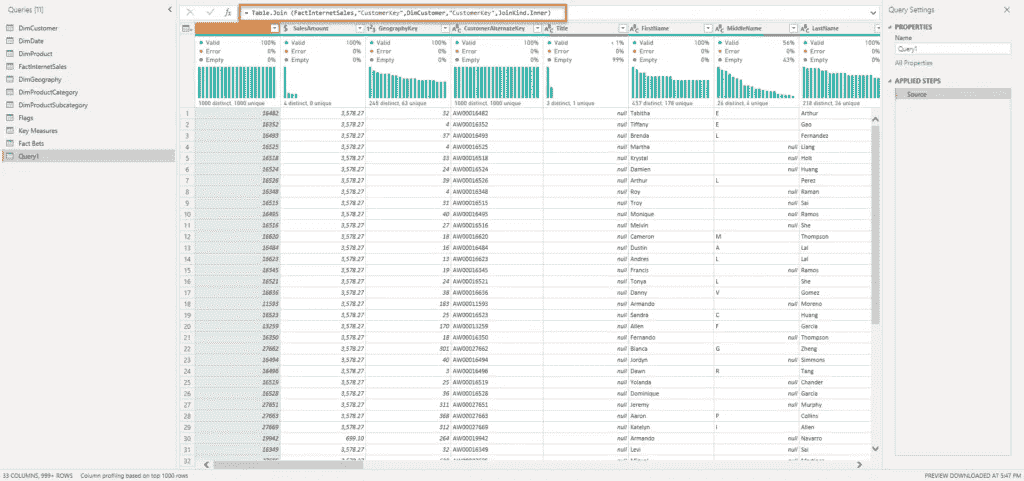 Queries [11]
DimCustomer
DimDate
DimProduct
FactInternetSales
DimGeography
DimProductCategory
DimProductSubcategory
Flags
Key Measures
Fact Bets
Query1
= Table.Join (FactInternetSales,"CustomerKey",DimCustomer,"CustomerKey",JoinKind.Inner)
SalesAmount GeographyKey CustomerAlternateKey Title FirstName MiddleName LastName
Valid 100% Valid 100% Valid 100% Valid 100% Valid < 1% Valid 100% Valid 56% Valid 100%
Error 0% Error 0% Error 0% Error 0% Error 0% Error 0% Error 0% Error 0%
Empty 0% Empty 0% Empty 0% Empty 0% Empty 99% Empty 0% Empty 43% Empty 0%
1000 distinct, 1000 unique 4 distinct, 0 unique 248 distinct, 63 unique 1000 distinct, 1000 unique 3 distinct, 1 unique 437 distinct, 178 unique 26 distinct, 4 unique 218 distinct, 36 unique
1 16482 3,578.27 32 AW00016482 null Tabitha E Arthur
2 16352 3,578.27 4 AW00016352 null Tiffany E Gao
3 16493 3,578.27 37 AW00016493 null Brenda L Fernandez
4 16525 3,578.27 4 AW00016525 null Martha null Liang
5 16518 3,578.27 33 AW00016518 null Krystal null Holt
6 16524 3,578.27 24 AW00016524 null Damien null Huang
7 16526 3,578.27 39 AW00016526 null Arthur L Perez
8 16348 3,578.27 4 AW00016348 null Roy null Raman
9 16515 3,578.27 31 AW00016515 null Troy null Sai
10 16495 3,578.27 40 AW00016495 null Monique null Ramos
11 16516 3,578.27 27 AW00016516 null Melvin null She
12 16620 3,578.27 16 AW00016620 null Cameron M Thompson
13 16484 3,578.27 16 AW00016484 null Dustin A Lal
14 16623 3,578.27 13 AW00016623 null Andres L Lal
15 16345 3,578.27 19 AW00016345 null Francis null Ramos
16 16521 3,578.27 24 AW00016521 null Tonya L She
17 16636 3,578.27 38 AW00016636 null Danny V Gomez
18 11593 3,578.27 183 AW00011593 null Armando null Moreno
19 16523 3,578.27 25 AW00016523 null Sandra C Huang
20 13259 3,578.27 170 AW00013259 null Allen F Garcia
21 16350 3,578.27 18 AW00016350 null Fernando null Thompson
22 27662 3,578.27 301 AW00027662 null Bianca G Zheng
23 16494 3,578.27 40 AW00016494 null Jordyn null Simmons
24 16496 3,578.27 3 AW00016496 null Dawn R Tang
25 16519 3,578.27 25 AW00016519 null Yolanda null Chander
26 16528 3,578.27 36 AW00016528 null Dominique null Garcia
27 27651 3,578.27 311 AW00027651 null Jeremy null Murphy
28 27663 3,578.27 368 AW00027663 null Aaron P Collins
29 27669 3,578.27 312 AW00027669 null Katelyn I Allen
30 19942 699.10 264 AW00019942 null Armando null Navarro
31 16349 3,578.27 32 AW00016349 null Levi null Sai
32
33 COLUMNS, 999+ ROWS Column profiling based on top 1000 rows
Query Settings
PROPERTIES
Name
Query1
All Properties
APPLIED STEPS
Source
PREVIEW DOWNLOADED AT 5:47 PM